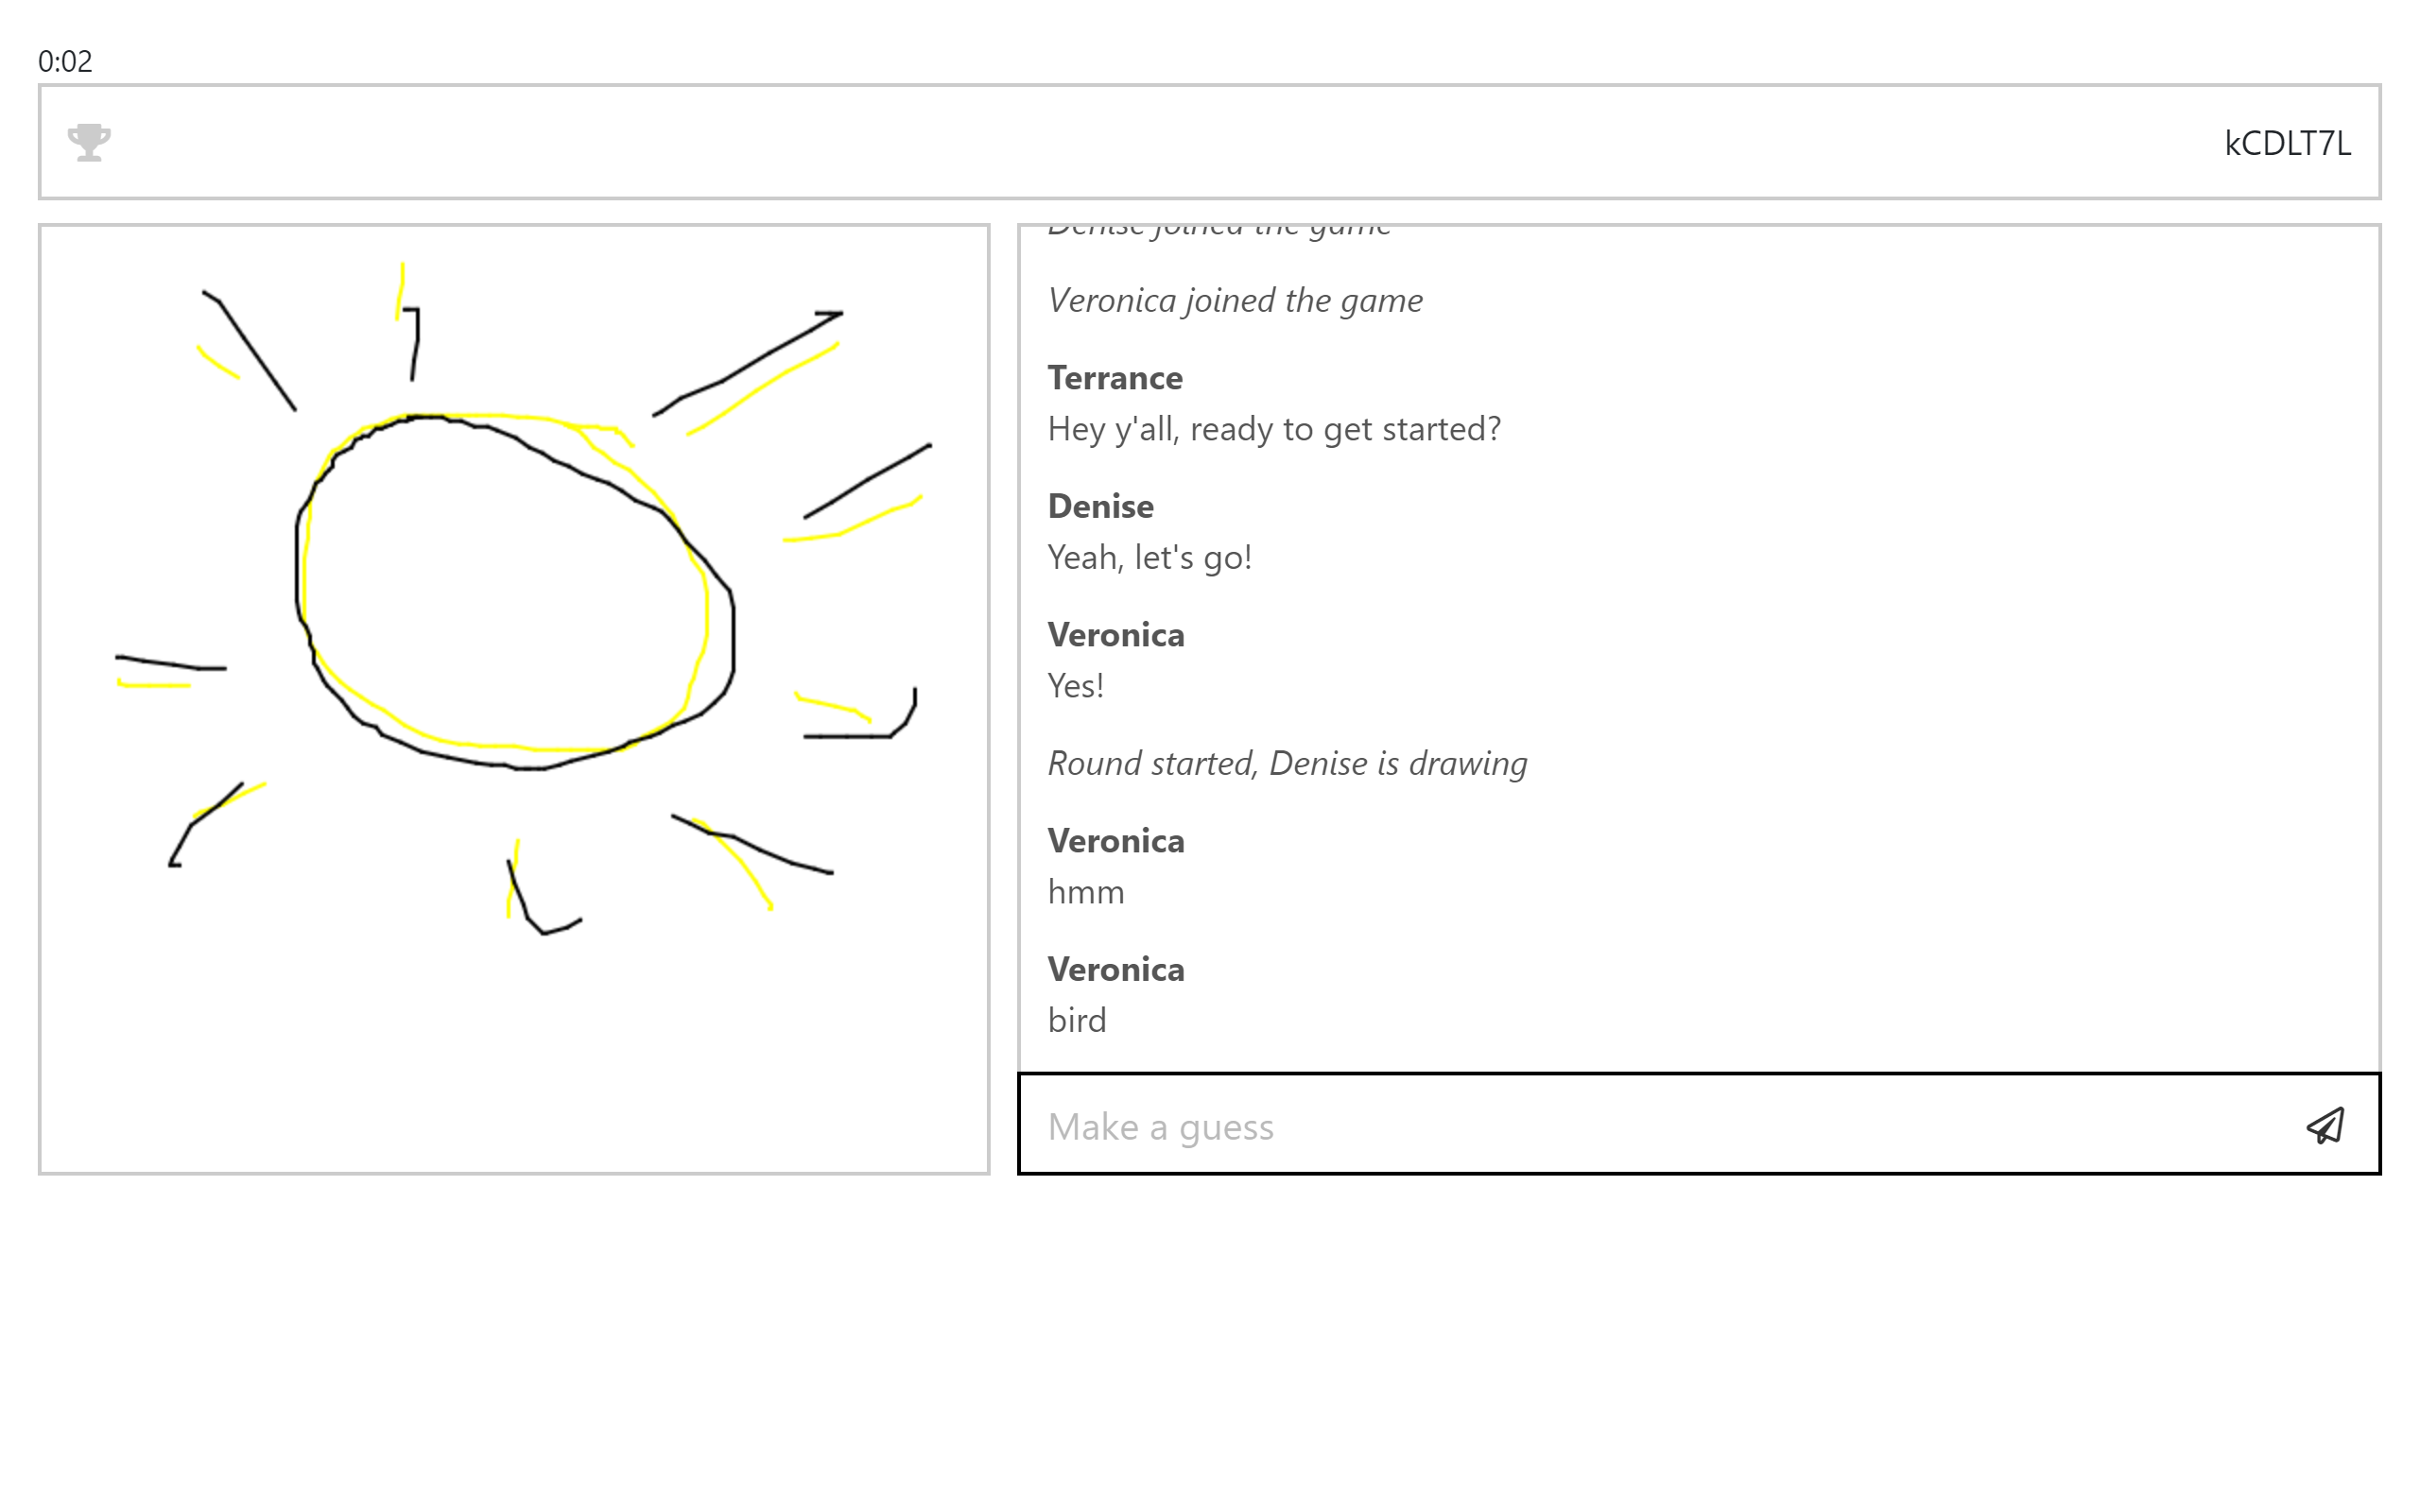 0:02
kCDLT7L
Denise joined the game
Veronica joined the game
Terrance
Hey y'all, ready to get started?
Denise
Yeah, let's go!
Veronica
Yes!
Round started, Denise is drawing
Veronica
hmm
Veronica
bird
Make a guess